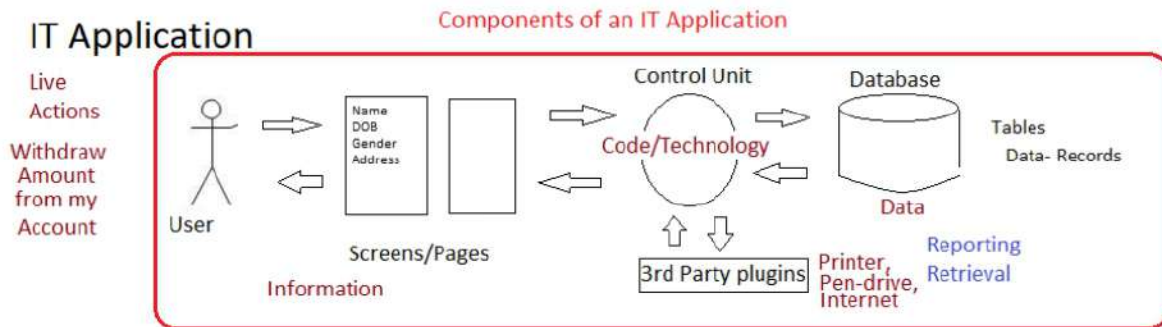 Components of an IT Application
IT Application
Live
Actions
Withdraw
Amount
from my
Account
User
Name
DOB
Gender
Address
Screens/Pages
Information
Control Unit
Code/Technology
3rd Party plugins
Printer,
Pen-drive,
Internet
Database
Data
Tables
Data- Records
Reporting
Retrieval